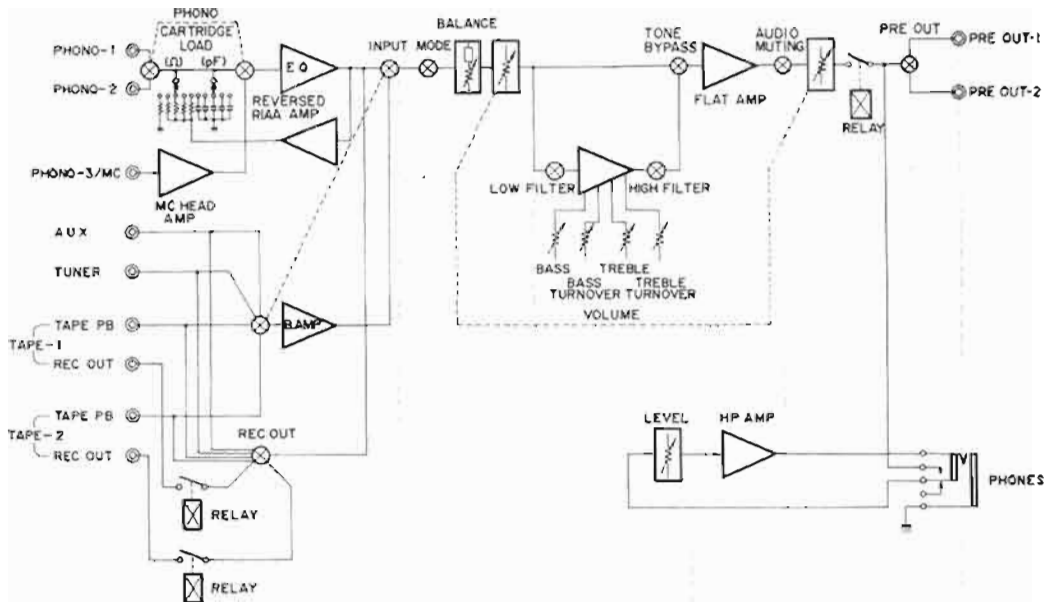 PHONO
CARTRIDGE
LOAD
(Ω) (pF)
PHONO-1
PHONO-2
EQ
REVERSED
RIAA AMP
PHONO-3/MC
MC HEAD
AMP
INPUT MODE
BALANCE
TONE
BYPASS
FLAT AMP
AUDIO
MUTING
RELAY
PRE OUT
PRE OUT-1
PRE OUT-2
LOW FILTER
HIGH FILTER
BASS
BASS
TURNOVER
TREBLE
TREBLE
TURNOVER
VOLUME
AUX
TUNER
TAPE PB
TAPE-1
REC OUT
B.AMP
TAPE PB
TAPE-2
REC OUT
REC OUT
RELAY
RELAY
LEVEL
HP AMP
PHONES